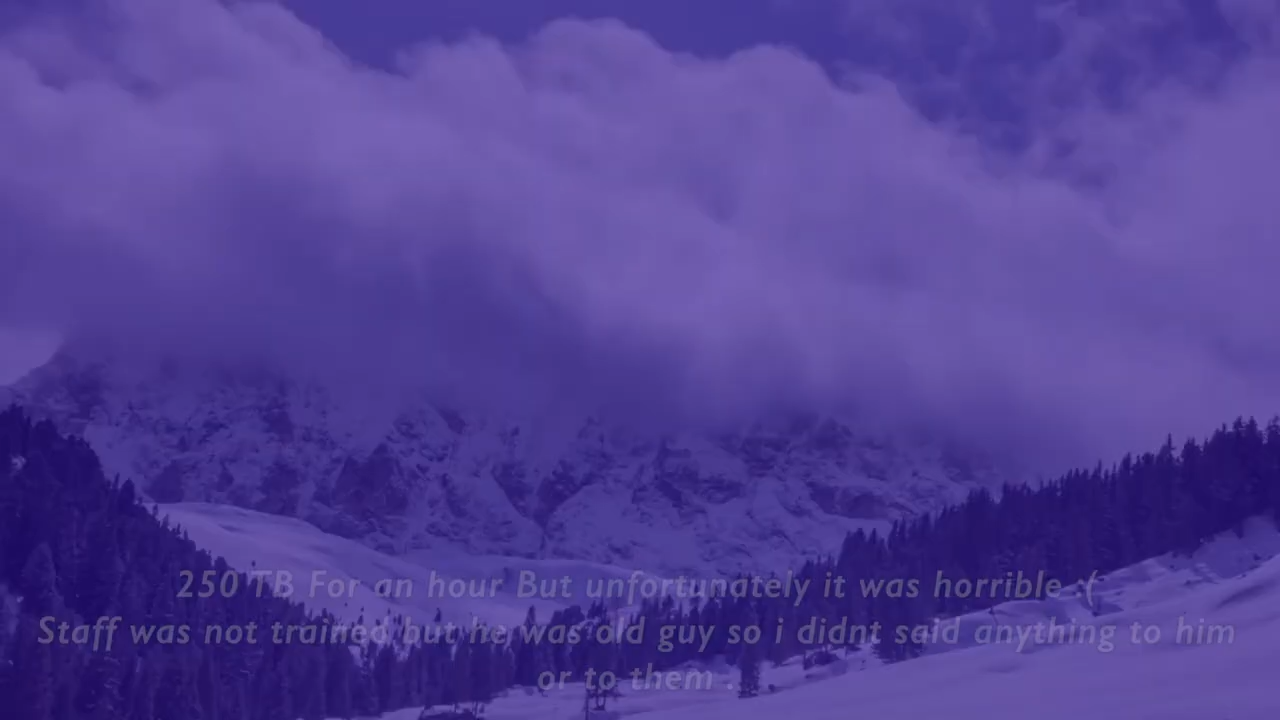 250 TB For an hour But unfortunately it was horrible :(
Staff was not trained but he was old guy so i didnt said anything to him
or to them .